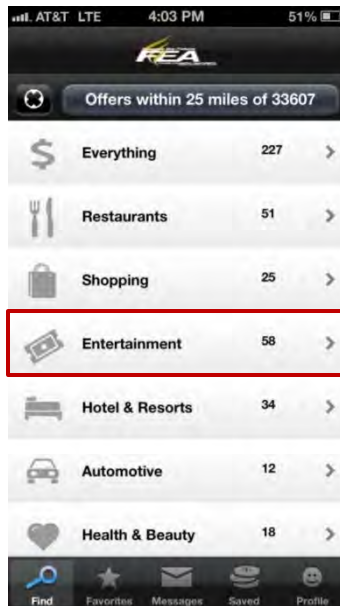 AT&T LTE 4:03 PM 51%
FEA
Offers within 25 miles of 33607
Everything 227
Restaurants 51
Shopping 25
Entertainment 58
Hotel & Resorts 34
Automotive 12
Health & Beauty 18
Find Favorites Messages Saved Profile